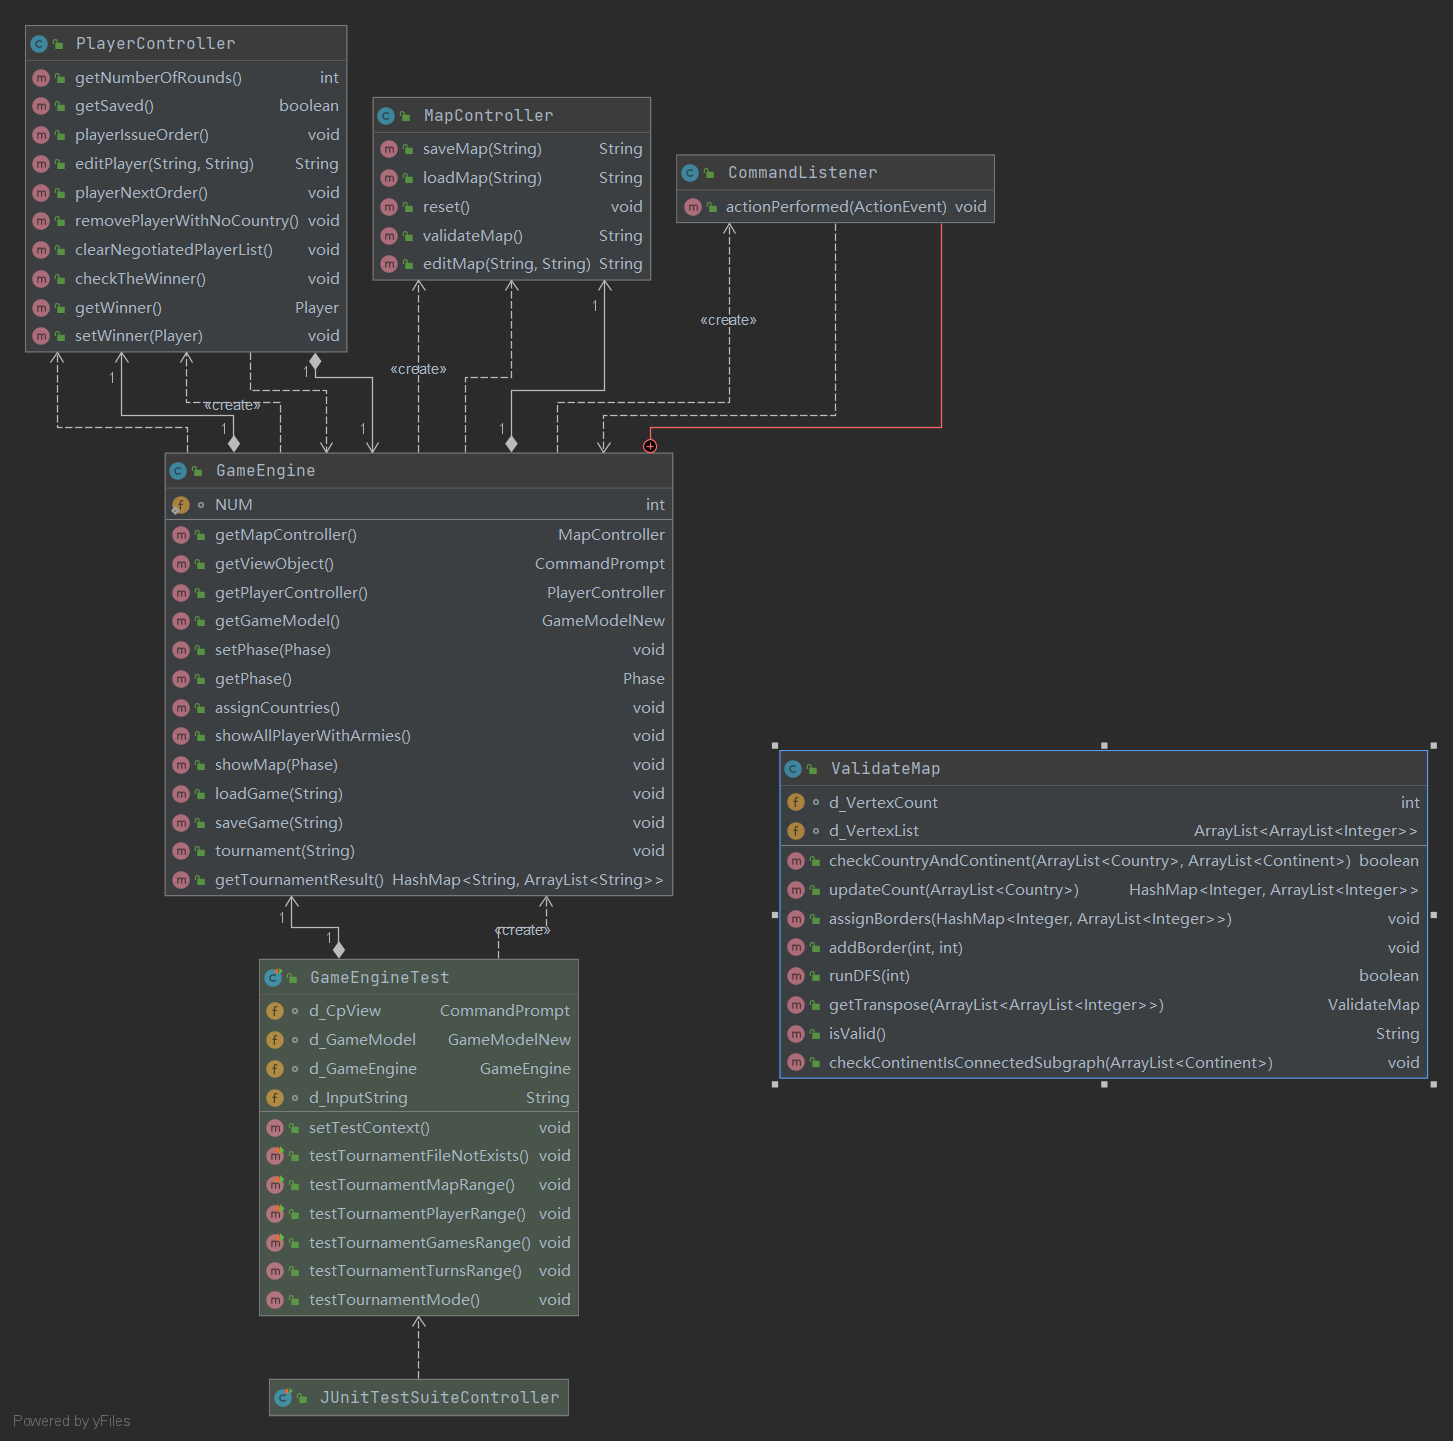 PlayerController
getNumberOfRounds() int
getSaved() boolean
playerIssueOrder() void
editPlayer(String, String) String
playerNextOrder() void
removePlayerWithNoCountry() void
clearNegotiatedPlayerList() void
checkTheWinner() void
getWinner() Player
setWinner(Player) void
MapController
saveMap(String) String
loadMap(String) String
reset() void
validateMap() String
editMap(String, String) String
CommandListener
actionPerformed(ActionEvent) void
1
«create»
«create»
1
1
«create»
1
1
1
GameEngine
NUM int
getMapController() MapController
getViewObject() CommandPrompt
getPlayerController() PlayerController
getGameModel() GameModelNew
setPhase(Phase) void
getPhase() Phase
assignCountries() void
showAllPlayerWithArmies() void
showMap(Phase) void
loadGame(String) void
saveGame(String) void
tournament(String) void
getTournamentResult() HashMap<String, ArrayList<String>>
ValidateMap
d_VertexCount int
d_VertexList ArrayList<ArrayList<Integer>>
checkCountryAndContinent(ArrayList<Country>, ArrayList<Continent>) boolean
updateCount(ArrayList<Country>) HashMap<Integer, ArrayList<Integer>>
assignBorders(HashMap<Integer, ArrayList<Integer>>) void
addBorder(int, int) void
runDFS(int) boolean
getTranspose(ArrayList<ArrayList<Integer>>) ValidateMap
isValid() String
checkContinentIsConnectedSubgraph(ArrayList<Continent>) void
1
«create»
1
GameEngineTest
d_CpView CommandPrompt
d_GameModel GameModelNew
d_GameEngine GameEngine
d_InputString String
setTestContext() void
testTournamentFileNotExists() void
testTournamentMapRange() void
testTournamentPlayerRange() void
testTournamentGamesRange() void
testTournamentTurnsRange() void
testTournamentMode() void
JUnitTestSuiteController
Powered by yFiles